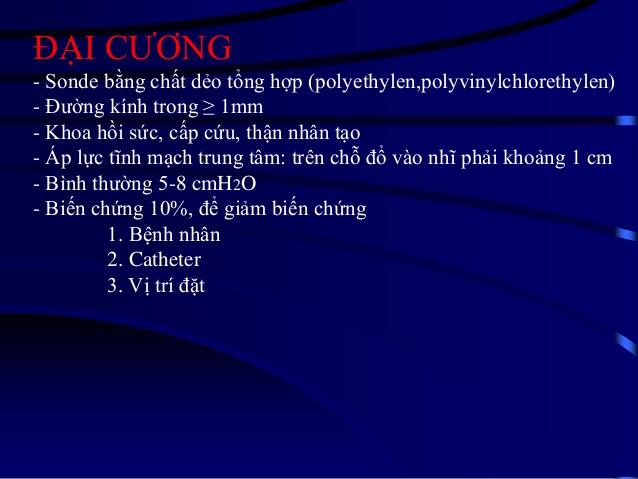 ĐẠI CƯƠNG
- Sonde bằng chất dẻo tổng hợp (polyethylen,polyvinylchlorethylen)
- Đường kính trong ≥ 1mm
- Khoa hồi sức, cấp cứu, thận nhân tạo
- Áp lực tĩnh mạch trung tâm: trên chỗ đổ vào nhĩ phải khoảng 1 cm
- Bình thường 5-8 cmH2O
- Biến chứng 10%, để giảm biến chứng
1. Bệnh nhân
2. Catheter
3. Vị trí đặt